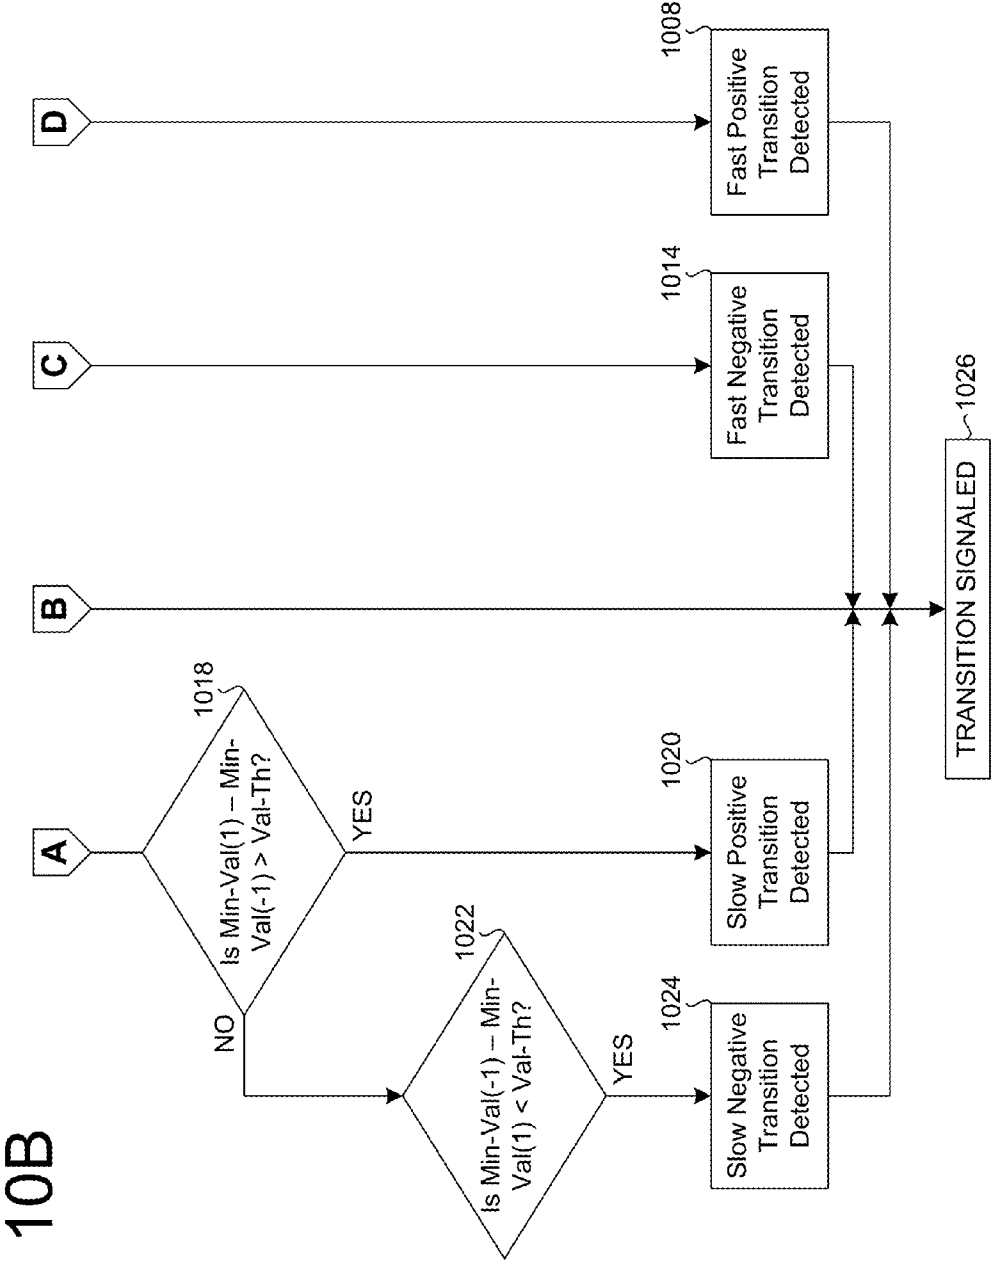 10B
A
B
C
D
1018
Is Min-Val(1) – Min-
Val(-1) > Val-Th?
NO
YES
1022
Is Min-Val(-1) – Min-
Val(1) < Val-Th?
YES
1024
Slow Negative
Transition
Detected
1020
Slow Positive
Transition
Detected
1014
Fast Negative
Transition
Detected
1008
Fast Positive
Transition
Detected
TRANSITION SIGNALED
1026